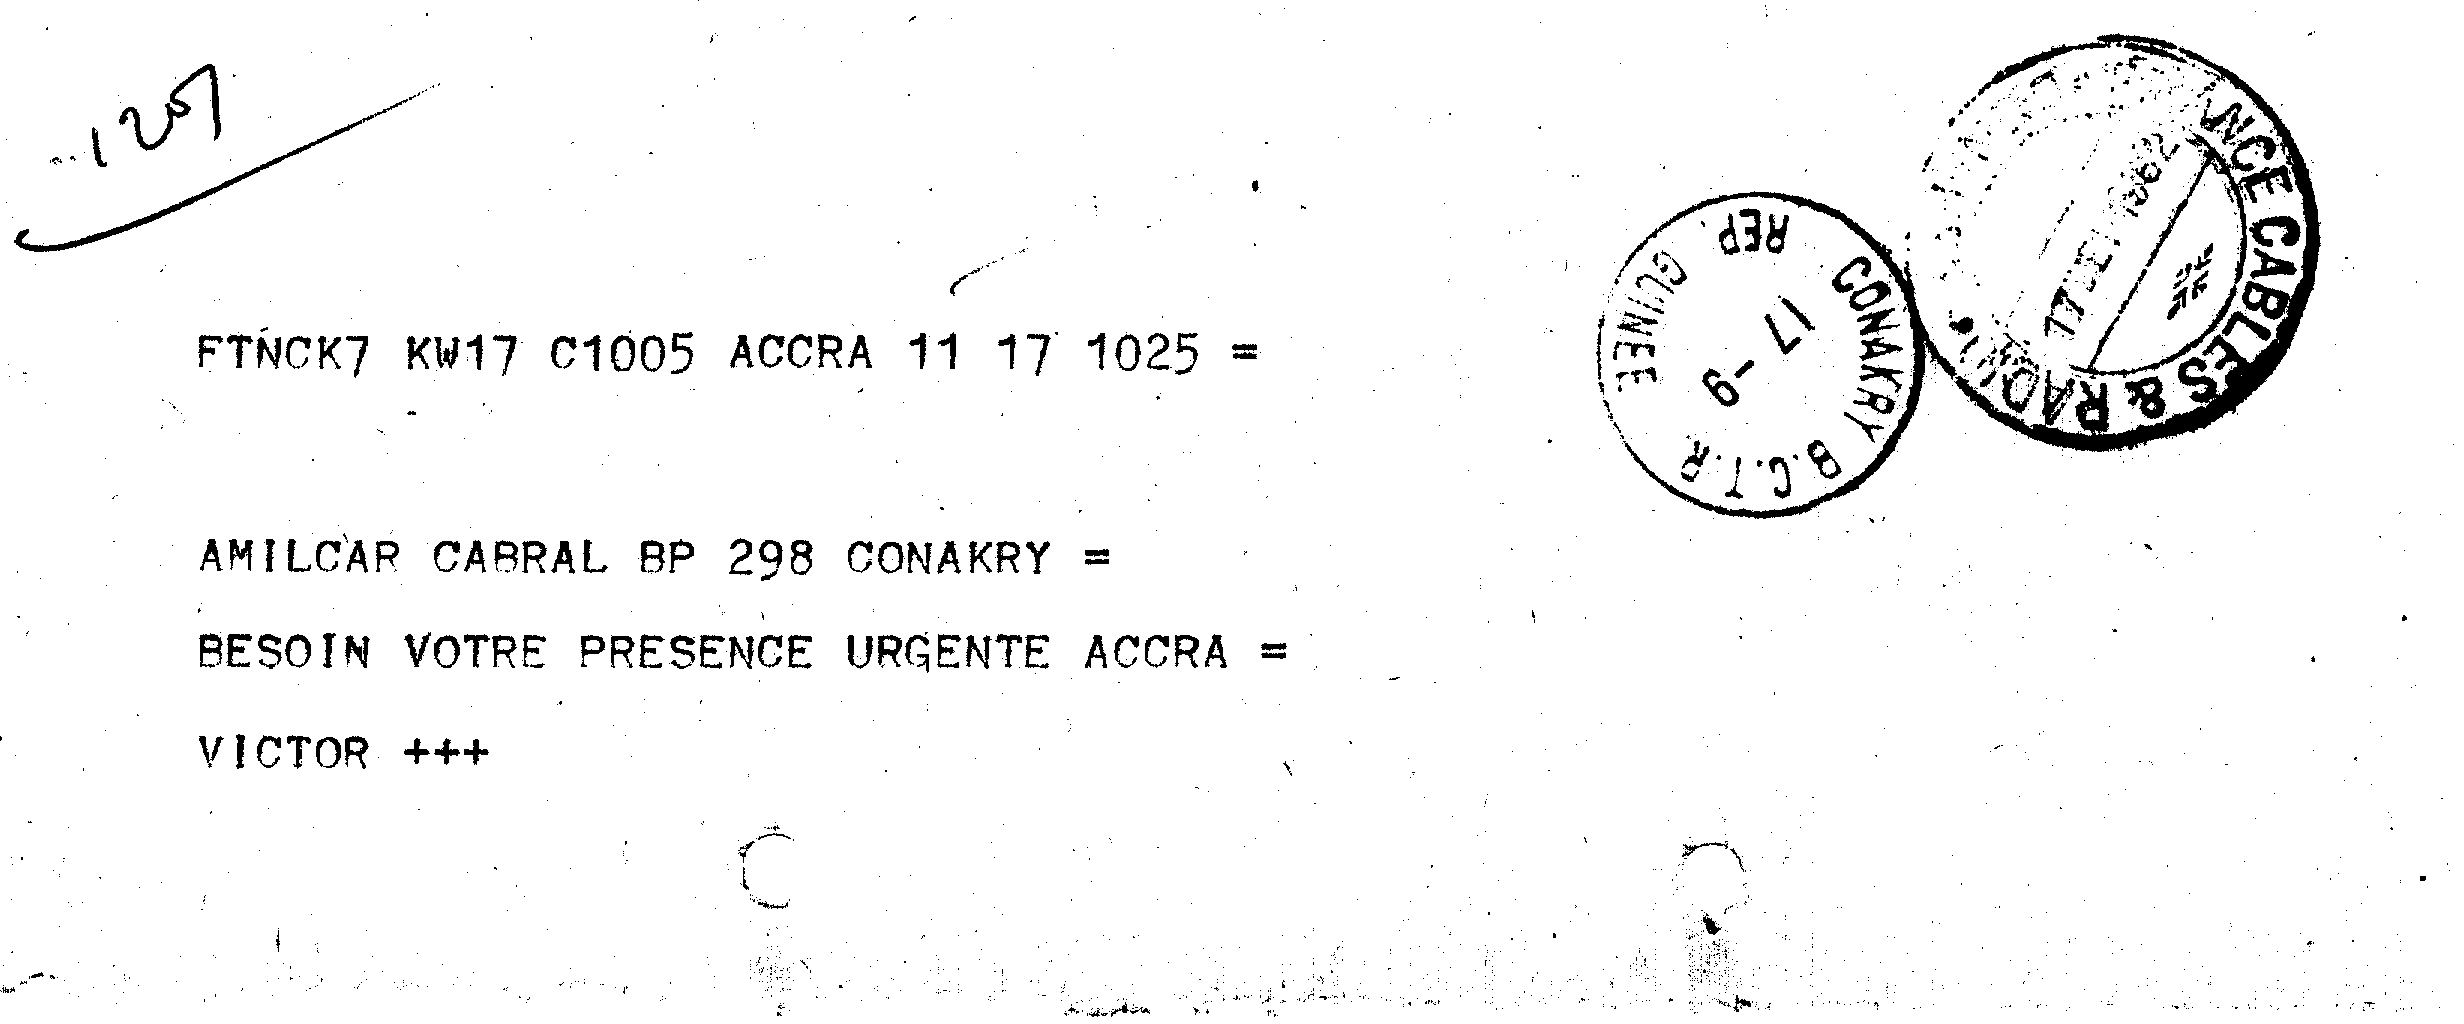 1207
FTNCK7 KW17 C1005 ACCRA 11 17 1025 =
AMILCAR CABRAL BP 298 CONAKRY =
BESOIN VOTRE PRESENCE URGENTE ACCRA =
VICTOR +++
CONAKRY B.C.T.R
REP. GUINEE
17 -9
CABLES & RADIO